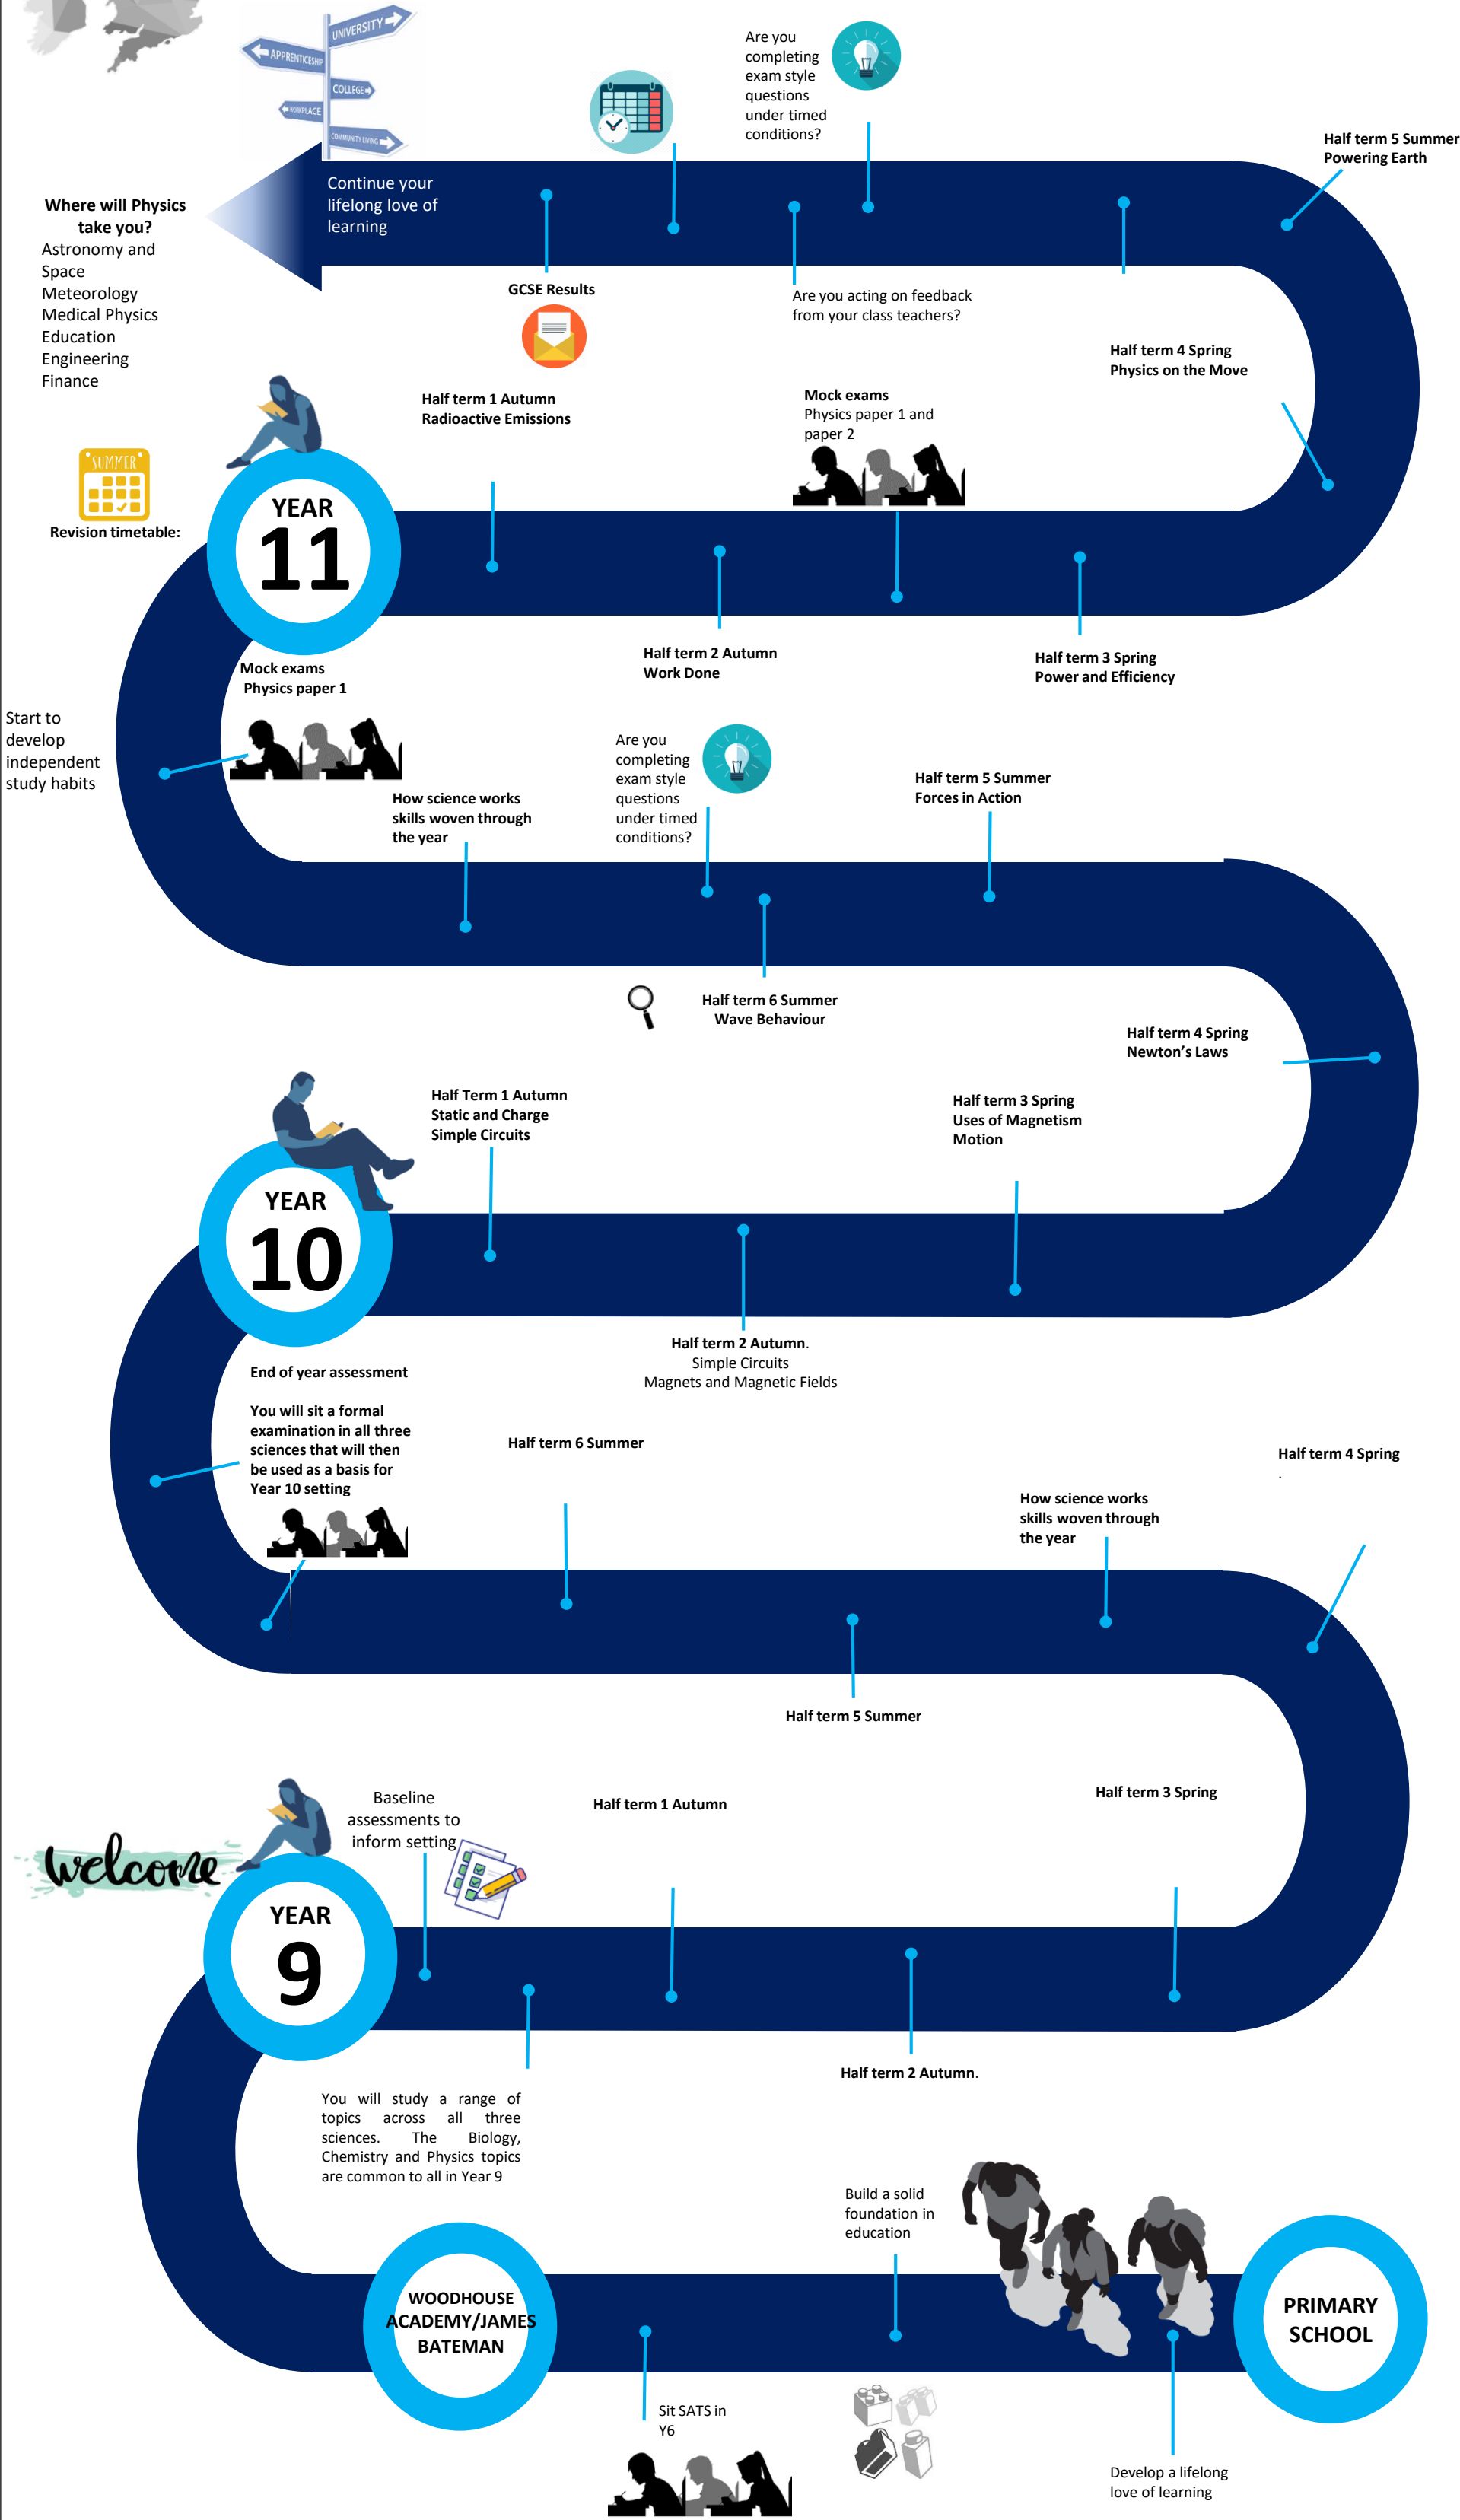 UNIVERSITY
APPRENTICESHIP
COLLEGE
WORKPLACE
COMMUNITY LIVING
Are you
completing
exam style
questions
under timed
conditions?
Half term 5 Summer
Powering Earth
Continue your
lifelong love of
learning
Where will Physics
take you?
Astronomy and
Space
Meteorology
Medical Physics
Education
Engineering
Finance
GCSE Results
Are you acting on feedback
from your class teachers?
Half term 4 Spring
Physics on the Move
Half term 1 Autumn
Radioactive Emissions
Mock exams
Physics paper 1 and
paper 2
SUMMER
Revision timetable:
YEAR
11
Half term 2 Autumn
Work Done
Half term 3 Spring
Power and Efficiency
Mock exams
Physics paper 1
Start to
develop
independent
study habits
How science works
skills woven through
the year
Are you
completing
exam style
questions
under timed
conditions?
Half term 5 Summer
Forces in Action
Half term 6 Summer
Wave Behaviour
Half term 4 Spring
Newton’s Laws
Half Term 1 Autumn
Static and Charge
Simple Circuits
Half term 3 Spring
Uses of Magnetism
Motion
YEAR
10
Half term 2 Autumn.
Simple Circuits
Magnets and Magnetic Fields
End of year assessment
You will sit a formal
examination in all three
sciences that will then
be used as a basis for
Year 10 setting
Half term 6 Summer
Half term 4 Spring
.
How science works
skills woven through
the year
Half term 5 Summer
Baseline
assessments to
inform setting
Half term 1 Autumn
Half term 3 Spring
welcome
YEAR
9
Half term 2 Autumn.
You will study a range of
topics across all three
sciences. The Biology,
Chemistry and Physics topics
are common to all in Year 9
Build a solid
foundation in
education
WOODHOUSE
ACADEMY/JAMES
BATEMAN
PRIMARY
SCHOOL
Sit SATS in
Y6
Develop a lifelong
love of learning